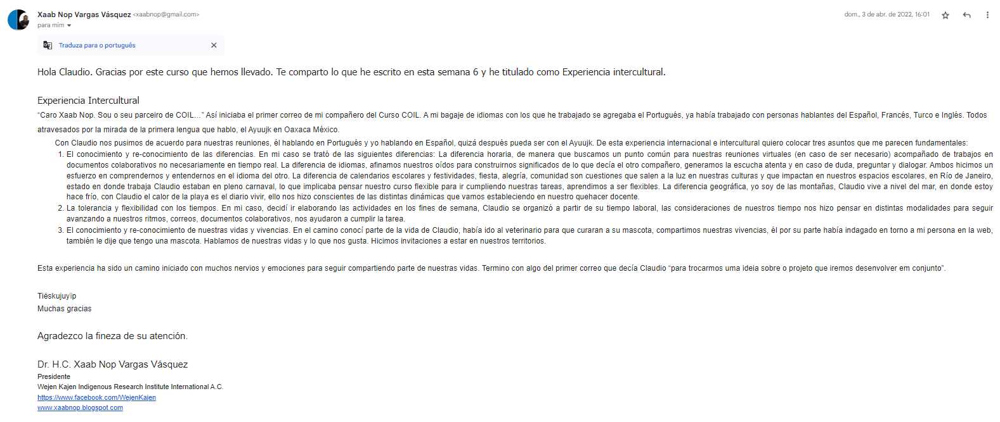 Xaab Nop Vargas Vásquez <xaabnop@gmail.com>
dom., 3 de abr. de 2022, 16:01
para mim
Traduza para o português
Hola Claudio. Gracias por este curso que hemos llevado. Te comparto lo que he escrito en esta semana 6 y he titulado como Experiencia intercultural.
Experiencia Intercultural
“Caro Xaab Nop. Sou o seu parceiro de COIL…” Así iniciaba el primer correo de mi compañero del Curso COIL. A mi bagaje de idiomas con los que he trabajado se agregaba el Portugués, ya había trabajado con personas hablantes del Español, Francés, Turco e Inglés. Todos
atravesados por la mirada de la primera lengua que hablo, el Ayuujk en Oaxaca México.
Con Claudio nos pusimos de acuerdo para nuestras reuniones, él hablando en Portugués y yo hablando en Español, quizá después pueda ser con el Ayuujk. De esta experiencia internacional e intercultural quiero colocar tres asuntos que me parecen fundamentales:
1. El conocimiento y re-conocimiento de las diferencias. En mi caso se trató de las siguientes diferencias: La diferencia horaria, de manera que buscamos un punto común para nuestras reuniones virtuales (en caso de ser necesario) acompañado de trabajos en
documentos colaborativos no necesariamente en tiempo real. La diferencia de idiomas, afinamos nuestros oídos para construirnos significados de lo que decía el otro compañero, generamos la escucha atenta y en caso de duda, preguntar y dialogar. Ambos hicimos un
esfuerzo en comprendernos y entendernos en el idioma del otro. La diferencia de calendarios escolares y festividades, fiesta, alegría, comunidad son cuestiones que salen a la luz en nuestras culturas y que impactan en nuestros espacios escolares, en Río de Janeiro,
estado en donde trabaja Claudio estaban en pleno carnaval, lo que implicaba pensar nuestro curso flexible para ir cumpliendo nuestras tareas, aprendimos a ser flexibles. La diferencia geográfica, yo soy de las montañas, Claudio vive a nivel del mar, en donde estoy
hace frío, con Claudio el calor de la playa es el diario vivir, ello nos hizo conscientes de las distintas dinámicas que vamos estableciendo en nuestro quehacer docente.
2. La tolerancia y flexibilidad con los tiempos. En mi caso, decidí ir elaborando las actividades en los fines de semana, Claudio se organizó a partir de su tiempo laboral, las consideraciones de nuestros tiempo nos hizo pensar en distintas modalidades para seguir
avanzando a nuestros ritmos, correos, documentos colaborativos, nos ayudaron a cumplir la tarea.
3. El conocimiento y re-conocimiento de nuestras vidas y vivencias. En el camino conocí parte de la vida de Claudio, había ido al veterinario para que curaran a su mascota, compartimos nuestras vivencias, él por su parte había indagado en torno a mi persona en la web,
también le dije que tengo una mascota. Hablamos de nuestras vidas y lo que nos gusta. Hicimos invitaciones a estar en nuestros territorios.
Esta experiencia ha sido un camino iniciado con muchos nervios y emociones para seguir compartiendo parte de nuestras vidas. Termino con algo del primer correo que decía Claudio “para trocarmos uma ideia sobre o projeto que iremos desenvolver em conjunto”.
Tiëskujuyïp
Muchas gracias
Agradezco la fineza de su atención.
Dr. H.C. Xaab Nop Vargas Vásquez
Presidente
Wejen Kajen Indigenous Research Institute International A.C.
https://www.facebook.com/WejenKajen
www.xaabnop.blogspot.com